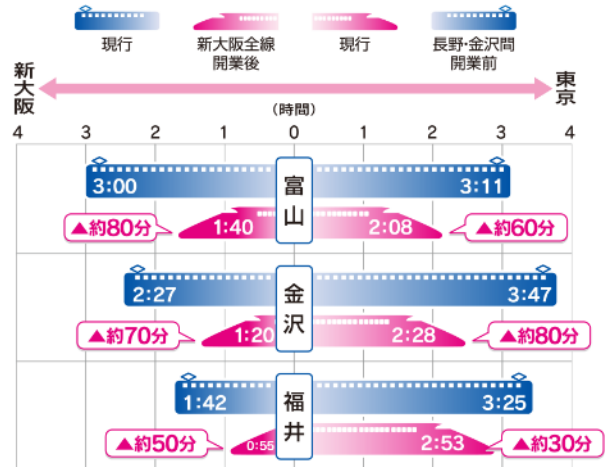 現行
新大阪全線
開業後
現行
長野・金沢間
開業前
新大阪
東京
(時間)
4 3 2 1 0 1 2 3 4
3:00
富山
3:11
▲約80分
1:40
2:08
▲約60分
2:27
金沢
3:47
▲約70分
1:20
2:28
▲約80分
1:42
福井
3:25
▲約50分
0:55
2:53
▲約30分